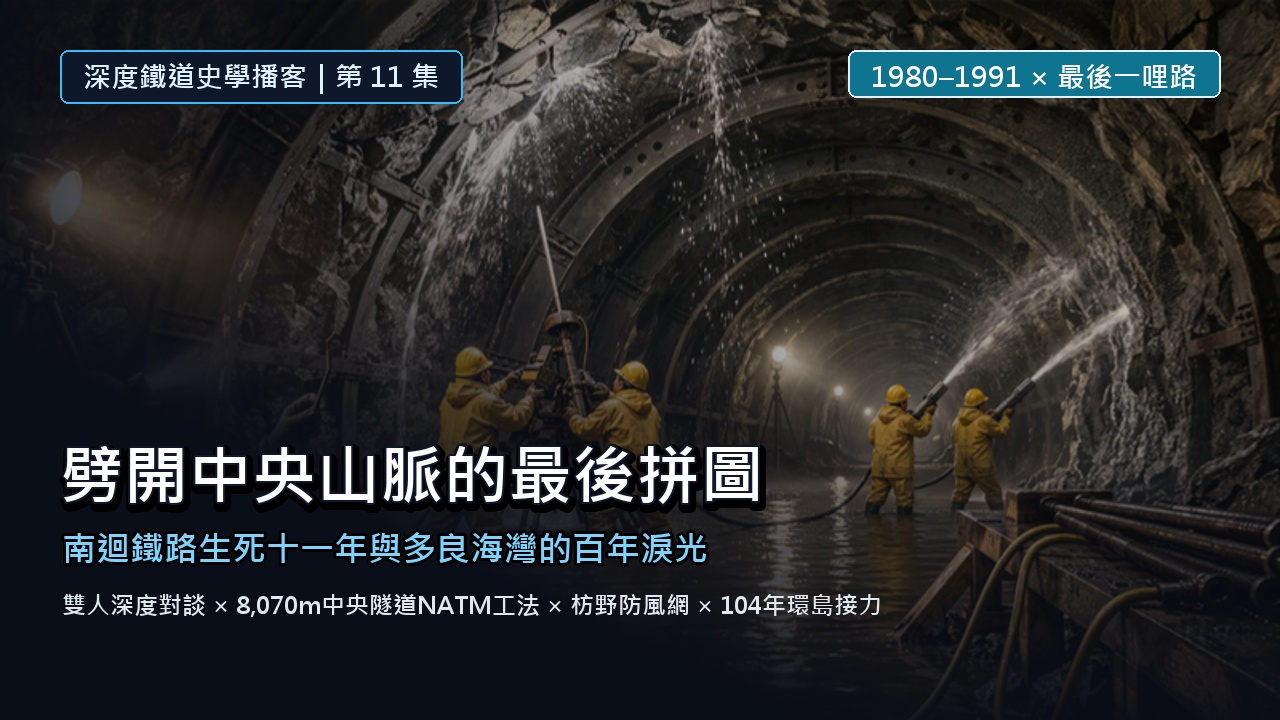 深度鐵道史學播客｜第 11 集
1980–1991 × 最後一哩路
劈開中央山脈的最後拼圖
南迴鐵路生死十一年與多良海灣的百年淚光
雙人深度對談 × 8,070m中央隧道NATM工法 × 枋野防風網 × 104年環島接力